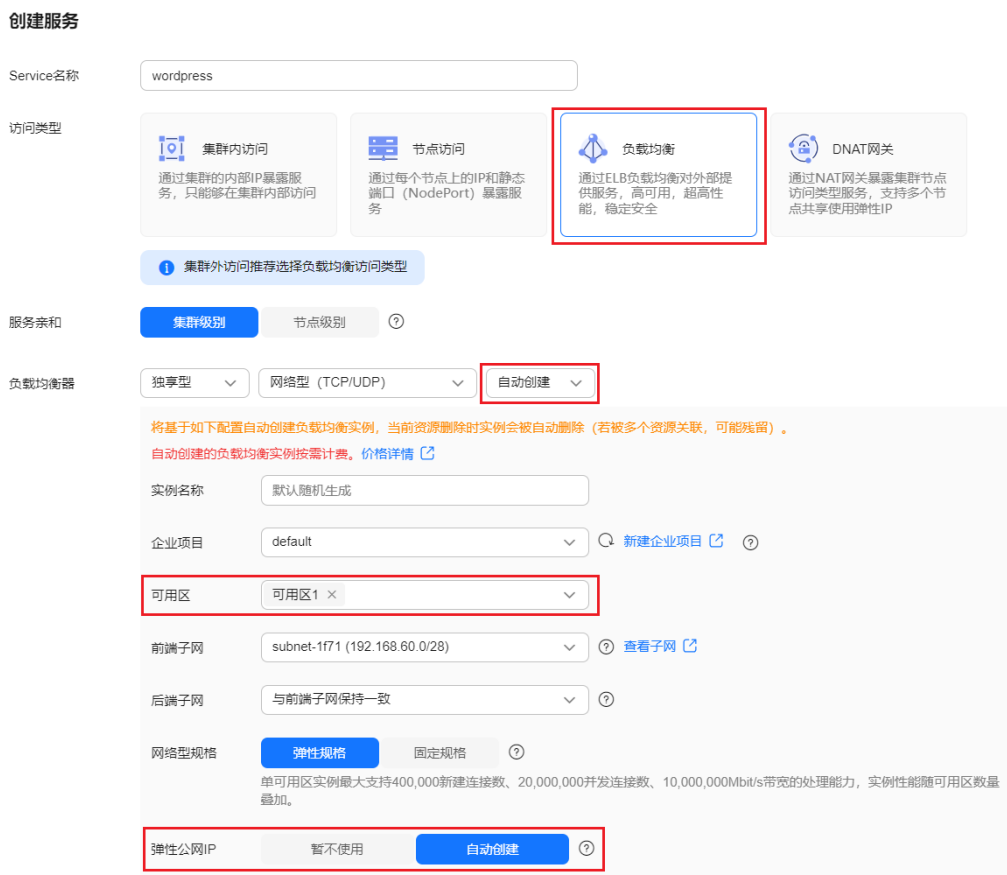 创建服务
Service名称
wordpress
访问类型
集群内访问
通过集群的内部IP暴露服
务，只能够在集群内部访问
节点访问
通过每个节点上的IP和静态
端口（NodePort）暴露服
务
负载均衡
通过ELB负载均衡对外部提
供服务，高可用，超高性
能，稳定安全
DNAT网关
通过NAT网关暴露集群节点
访问类型服务，支持多个节
点共享使用弹性IP
集群外访问推荐选择负载均衡访问类型
服务亲和
集群级别
节点级别
负载均衡器
独享型
网络型（TCP/UDP）
自动创建
将基于如下配置自动创建负载均衡实例，当前资源删除时实例会被自动删除（若被多个资源关联，可能残留）。
自动创建的负载均衡实例按需计费。价格详情
实例名称
默认随机生成
企业项目
default
新建企业项目
可用区
可用区1 ×
前端子网
subnet-1f71 (192.168.60.0/28)
查看子网
后端子网
与前端子网保持一致
网络型规格
弹性规格
固定规格
单可用区实例最大支持400,000新建连接数、20,000,000并发连接数、10,000,000Mbit/s带宽的处理能力，实例性能随可用区数量
叠加。
弹性公网IP
暂不使用
自动创建